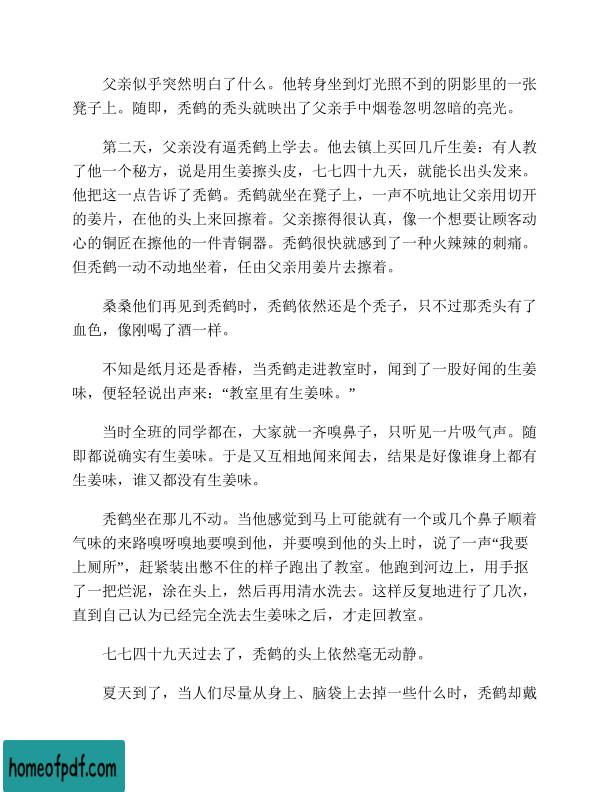 父亲似乎突然明白了什么。他转身坐到灯光照不到的阴影里的一张
凳子上。随即，秃鹤的秃头就映出了父亲手中烟卷忽明忽暗的亮光。
第二天，父亲没有逼秃鹤上学去。他去镇上买回几斤生姜：有人教
了他一个秘方，说是用生姜擦头皮，七七四十九天，就能长出头发来。
他把这一点告诉了秃鹤。秃鹤就坐在凳子上，一声不吭地让父亲用切开
的姜片，在他的头上来回擦着。父亲擦得很认真，像一个想要让顾客动
心的铜匠在擦他的一件青铜器。秃鹤很快就感到了一种火辣辣的刺痛。
但秃鹤一动不动地坐着，任由父亲用姜片去擦着。
桑桑他们再见到秃鹤时，秃鹤依然还是个秃子，只不过那秃头有了
血色，像刚喝了酒一样。
不知是纸月还是香椿，当秃鹤走进教室时，闻到了一股好闻的生姜
味，便轻轻说出声来：“教室里有生姜味。”
当时全班的同学都在，大家就一齐嗅鼻子，只听见一片吸气声。随
即都说确实有生姜味。于是又互相地闻来闻去，结果是好像谁身上都有
生姜味，谁又都没有生姜味。
秃鹤坐在那儿不动。当他感觉到马上可能就有一个或几个鼻子顺着
气味的来路嗅呀嗅地要嗅到他，并要嗅到他的头上时，说了一声“我要
上厕所”，赶紧装出憋不住的样子跑出了教室。他跑到河边上，用手抠
了一把烂泥，涂在头上，然后再用清水洗去。这样反复地进行了几次，
直到自己认为已经完全洗去生姜味之后，才走回教室。
七七四十九天过去了，秃鹤的头上依然毫无动静。
夏天到了，当人们尽量从身上、脑袋上去掉一些什么时，秃鹤却戴
homeofpdf.com